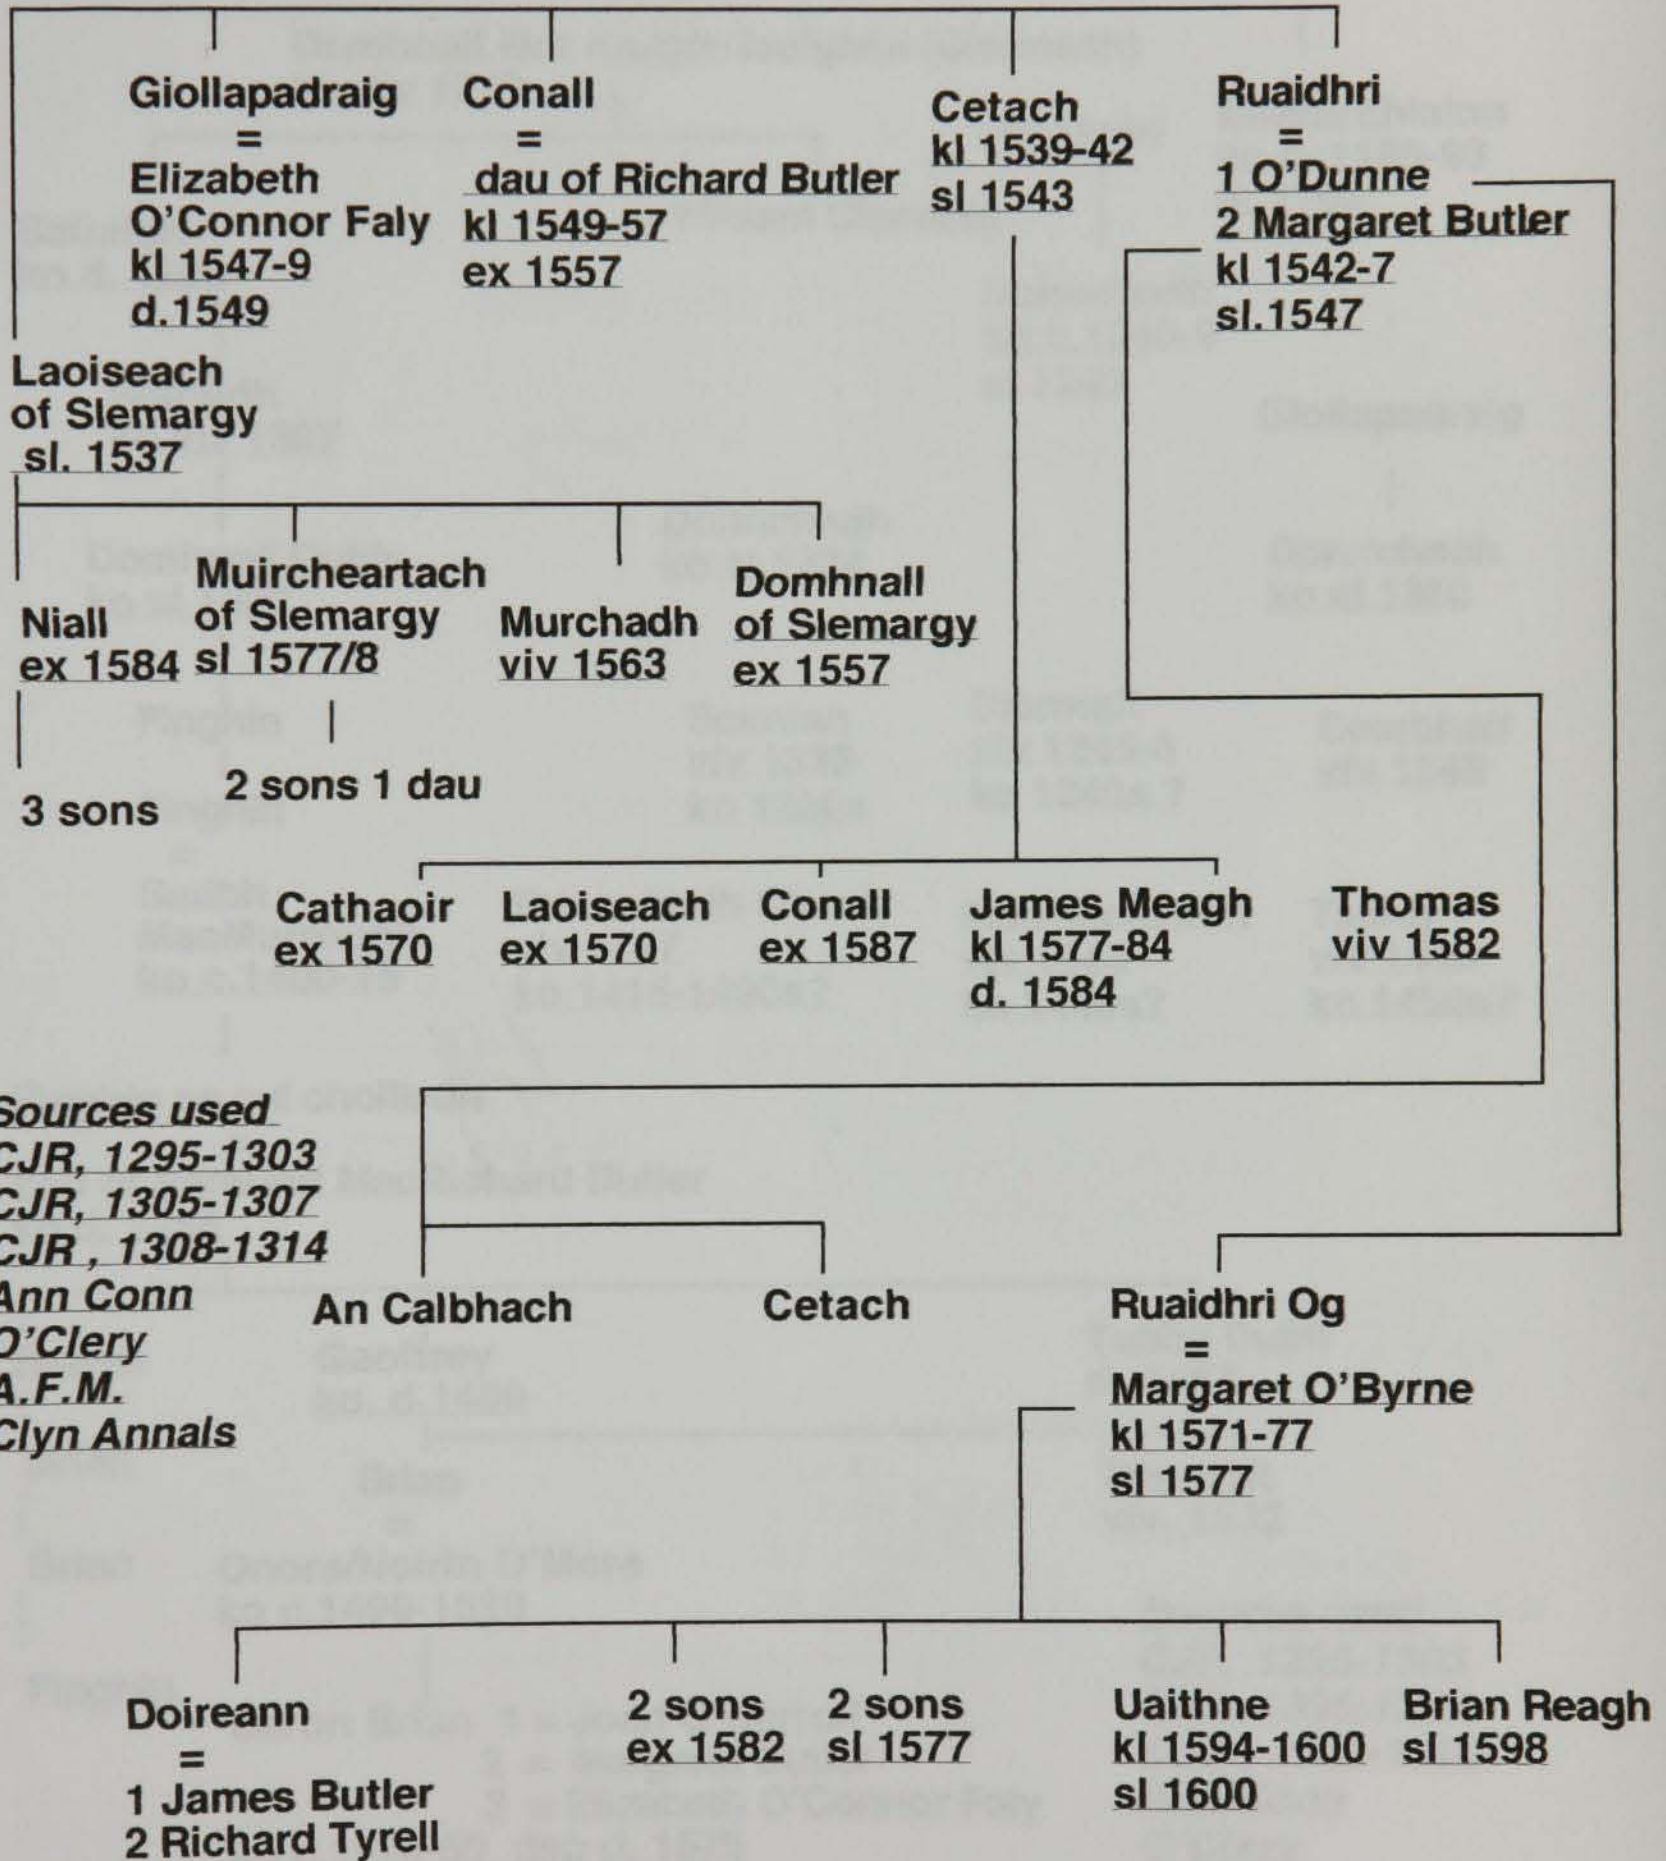 Giollapadraig
=
Elizabeth
O'Connor Faly
kl 1547-9
d.1549
Conall
=
dau of Richard Butler
kl 1549-57
ex 1557
Cetach
kl 1539-42
sl 1543
Ruaidhri
=
1 O'Dunne
2 Margaret Butler
kl 1542-7
sl.1547
Laoiseach
of Slemargy
sl. 1537
Niall
ex 1584
Muircheartach
of Slemargy
sl 1577/8
Murchadh
viv 1563
Domhnall
of Slemargy
ex 1557
3 sons
2 sons 1 dau
Cathaoir
ex 1570
Laoiseach
ex 1570
Conall
ex 1587
James Meagh
kl 1577-84
d. 1584
Thomas
viv 1582
Sources used
CJR, 1295-1303
CJR, 1305-1307
CJR , 1308-1314
Ann Conn
O'Clery
A.F.M.
Clyn Annals
An Calbhach
Cetach
Ruaidhri Og
=
Margaret O'Byrne
kl 1571-77
sl 1577
Doireann
=
1 James Butler
2 Richard Tyrell
2 sons
ex 1582
2 sons
sl 1577
Uaithne
kl 1594-1600
sl 1600
Brian Reagh
sl 1598